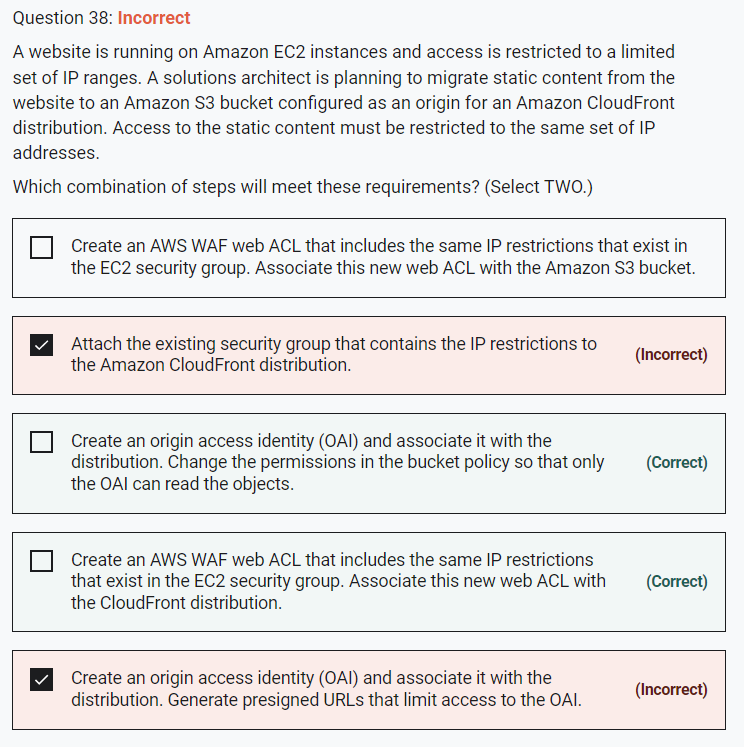 Question 38: Incorrect
A website is running on Amazon EC2 instances and access is restricted to a limited
set of IP ranges. A solutions architect is planning to migrate static content from the
website to an Amazon S3 bucket configured as an origin for an Amazon CloudFront
distribution. Access to the static content must be restricted to the same set of IP
addresses.
Which combination of steps will meet these requirements? (Select TWO.)
Create an AWS WAF web ACL that includes the same IP restrictions that exist in
the EC2 security group. Associate this new web ACL with the Amazon S3 bucket.
Attach the existing security group that contains the IP restrictions to
the Amazon CloudFront distribution.
(Incorrect)
Create an origin access identity (OAI) and associate it with the
distribution. Change the permissions in the bucket policy so that only
the OAI can read the objects.
(Correct)
Create an AWS WAF web ACL that includes the same IP restrictions
that exist in the EC2 security group. Associate this new web ACL with
the CloudFront distribution.
(Correct)
Create an origin access identity (OAI) and associate it with the
distribution. Generate presigned URLs that limit access to the OAI.
(Incorrect)